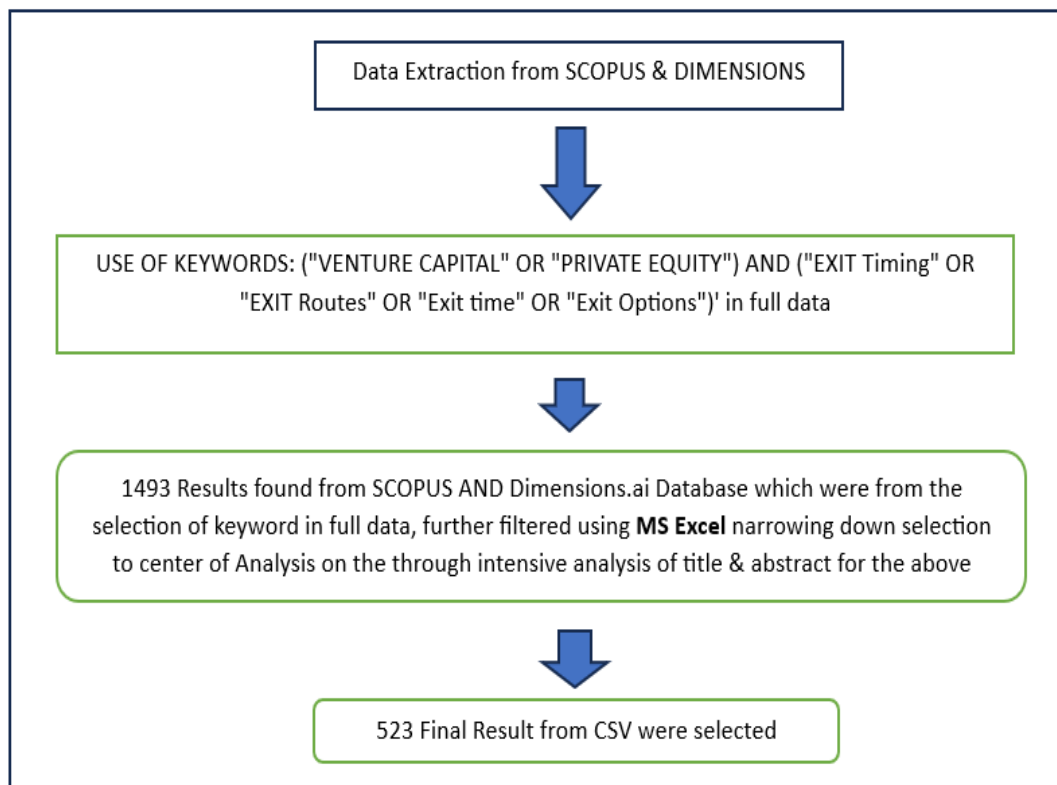 Data Extraction from SCOPUS & DIMENSIONS
USE OF KEYWORDS: ("VENTURE CAPITAL" OR "PRIVATE EQUITY") AND ("EXIT Timing" OR
"EXIT Routes" OR "Exit time" OR "Exit Options")' in full data
1493 Results found from SCOPUS AND Dimensions.ai Database which were from the
selection of keyword in full data, further filtered using MS Excel narrowing down selection
to center of Analysis on the through intensive analysis of title & abstract for the above
523 Final Result from CSV were selected